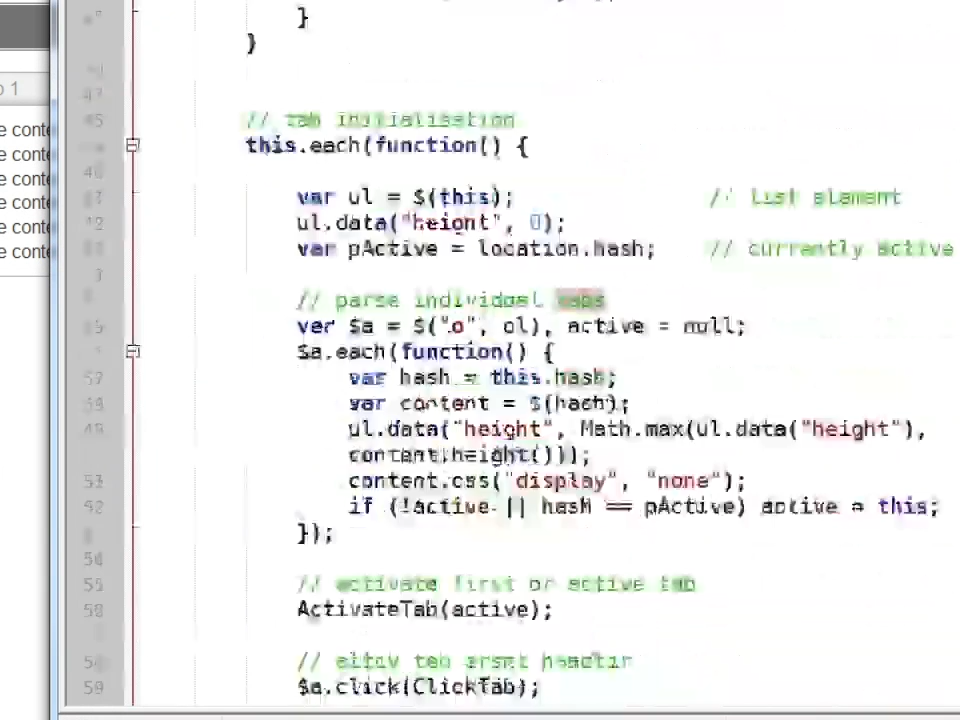 }
}
// tab initialisation
this.each(function() {
var ul = $(this); // list element
ul.data("height", 0);
var pActive = location.hash; // currently active
// parse individual tabs
var $a = $("a", ul), active = null;
$a.each(function() {
var hash = this.hash;
var content = $(hash);
ul.data("height", Math.max(ul.data("height"),
content.height()));
content.css("display", "none");
if (!active || hash == pActive) active = this;
});
// activate first or active tab
ActivateTab(active);
// tab
$a.click(ClickTab);